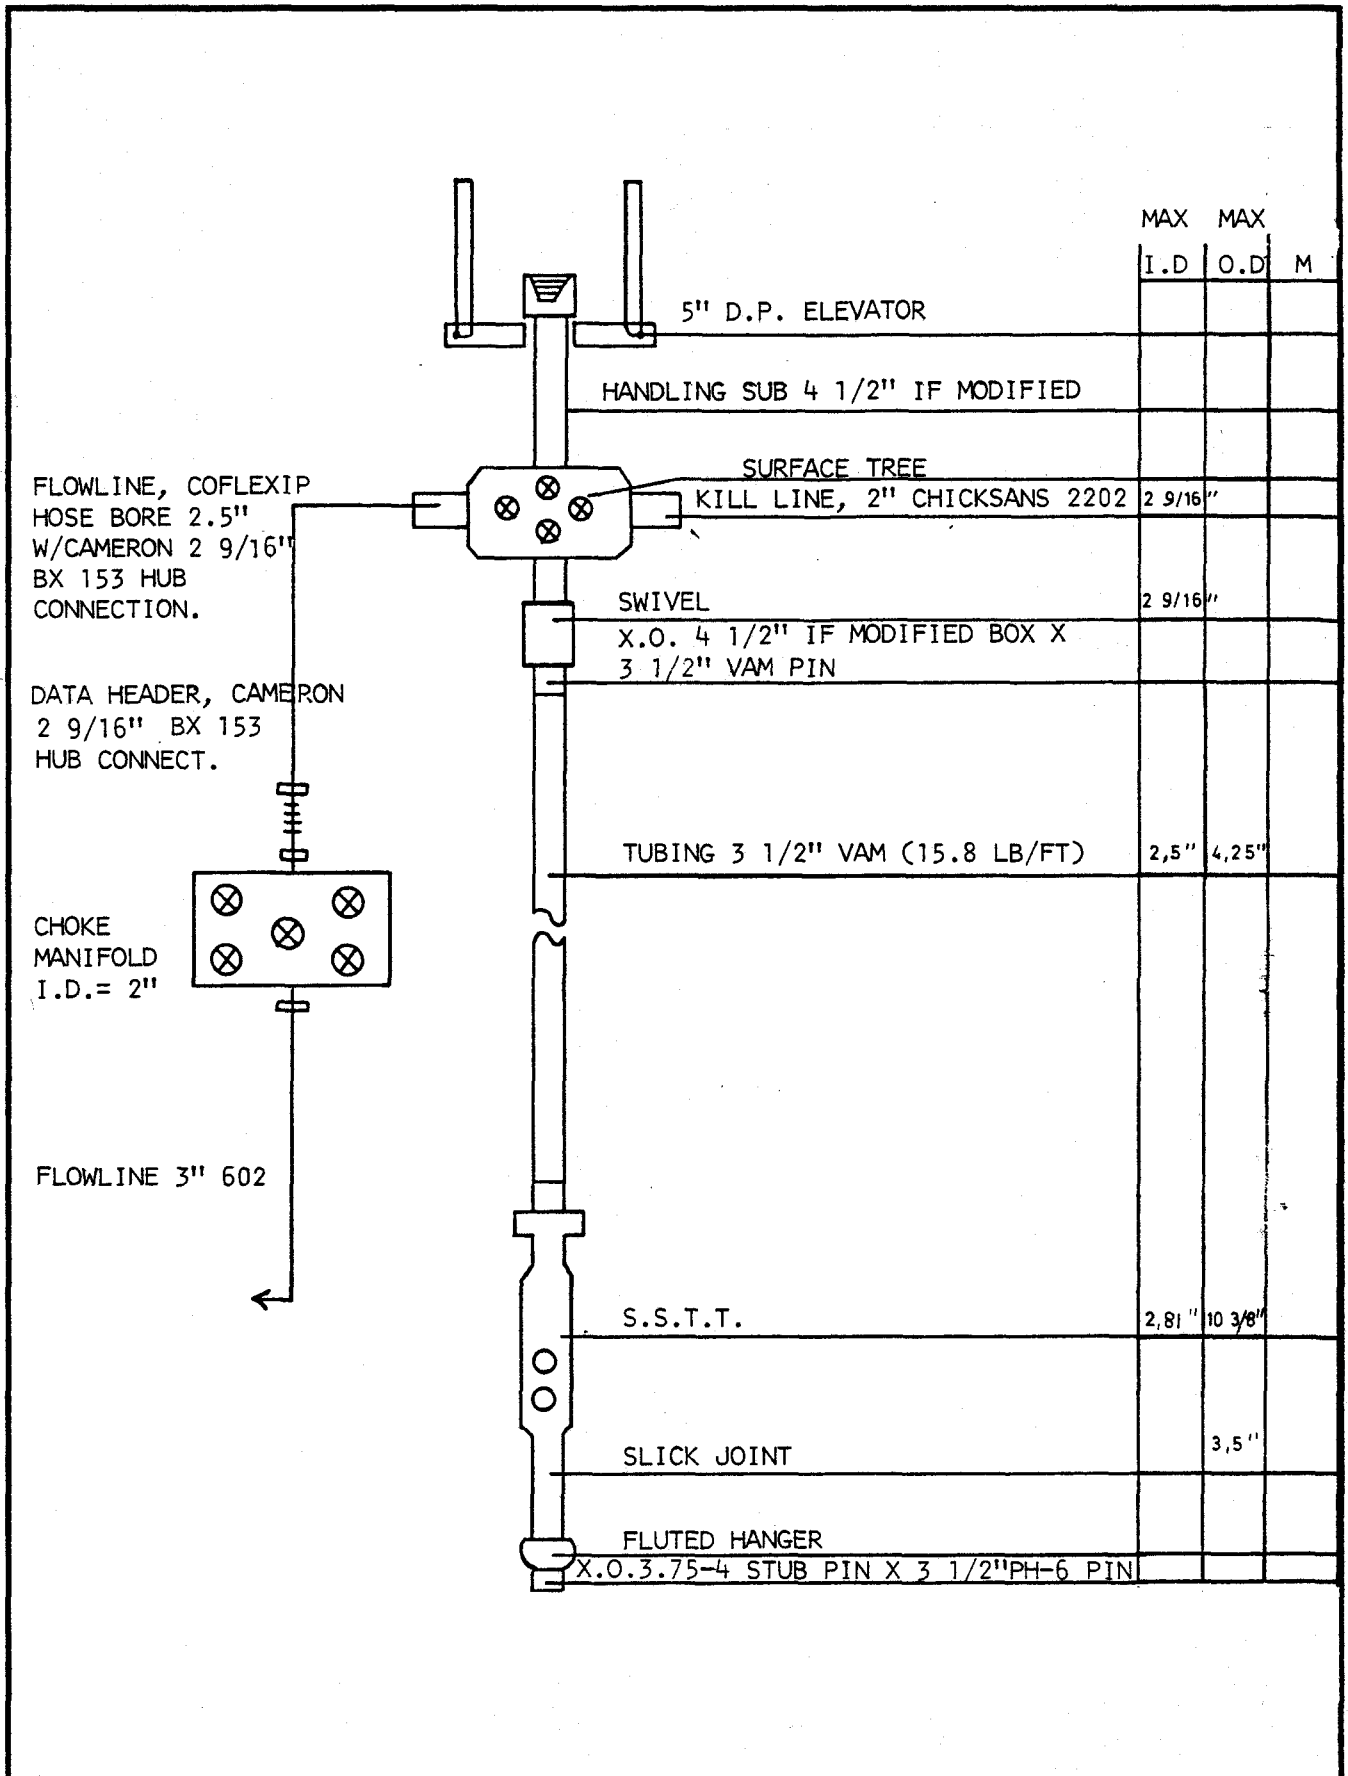 MAX MAX
I.D O.D M
5" D.P. ELEVATOR
HANDLING SUB 4 1/2" IF MODIFIED
SURFACE TREE
KILL LINE, 2" CHICKSANS 2202 2 9/16"
FLOWLINE, COFLEXIP
HOSE BORE 2.5"
W/CAMERON 2 9/16"
BX 153 HUB
CONNECTION.
SWIVEL 2 9/16"
X.O. 4 1/2" IF MODIFIED BOX X
3 1/2" VAM PIN
DATA HEADER, CAMERON
2 9/16" BX 153
HUB CONNECT.
TUBING 3 1/2" VAM (15.8 LB/FT) 2,5" 4,25"
CHOKE
MANIFOLD
I.D.= 2"
FLOWLINE 3" 602
S.S.T.T. 2,81" 10 3/8"
SLICK JOINT 3,5"
FLUTED HANGER
X.O.3.75-4 STUB PIN X 3 1/2"PH-6 PIN